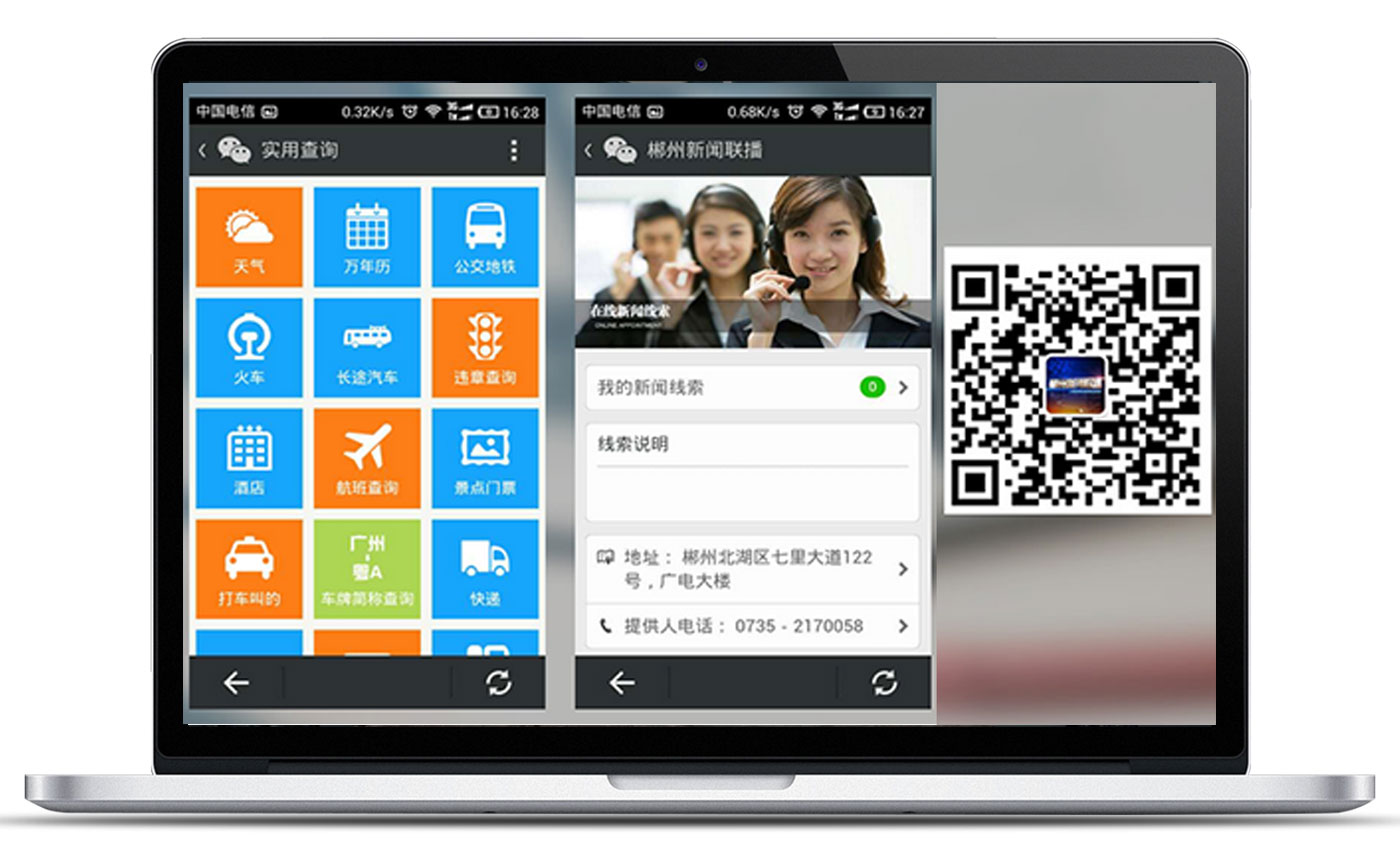 中国电信 0.32K/s 3G 1X 16:28
实用查询
天气
万年历
公交地铁
火车
长途汽车
违章查询
酒店
航班查询
景点门票
打车叫的
广州
粤A
车牌简称查询
快递
中国电信 0.68K/s 3G 1X 16:27
郴州新闻联播
在线新闻线索
ONLINE APPOINTMENT
我的新闻线索 0
线索说明
地址：郴州北湖区七里大道122
号，广电大楼
提供人电话：0735 - 2170058